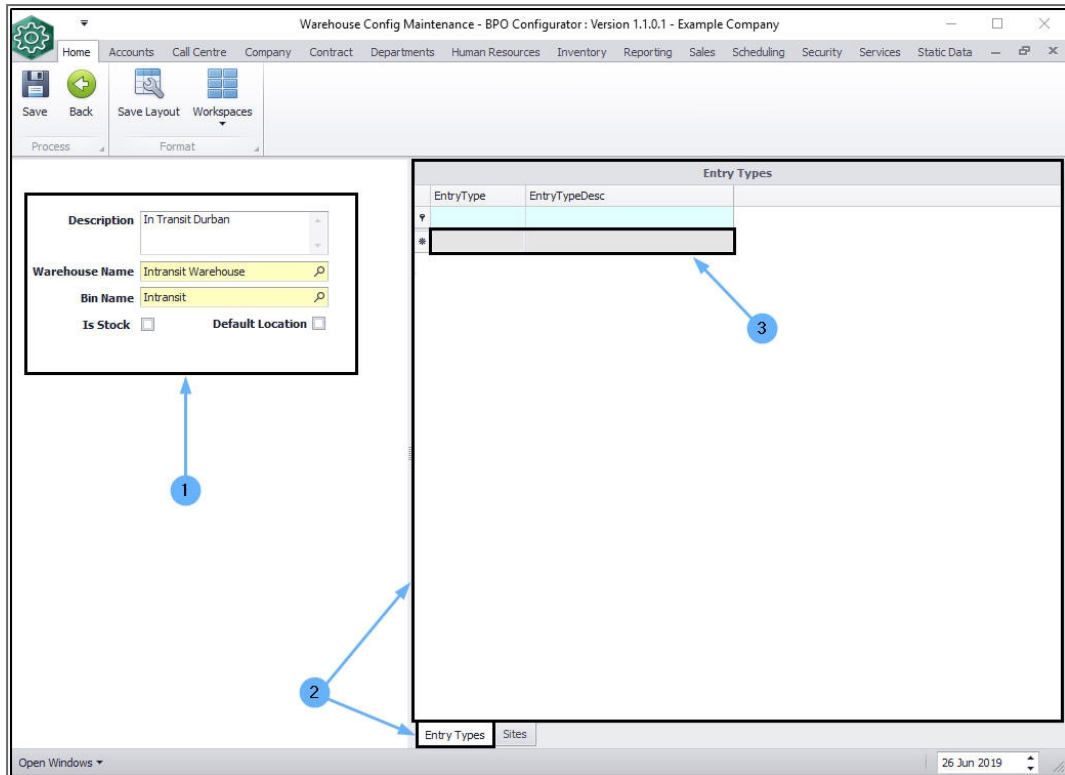 Warehouse Config Maintenance - BPO Configurator : Version 1.1.0.1 - Example Company
Home Accounts Call Centre Company Contract Departments Human Resources Inventory Reporting Sales Scheduling Security Services Static Data
Save Back Save Layout Workspaces
Process Format
Entry Types
EntryType EntryTypeDesc
Description In Transit Durban
Warehouse Name Intransit Warehouse
Bin Name Intransit
Is Stock Default Location
3
1
2
Entry Types Sites
Open Windows 26 Jun 2019